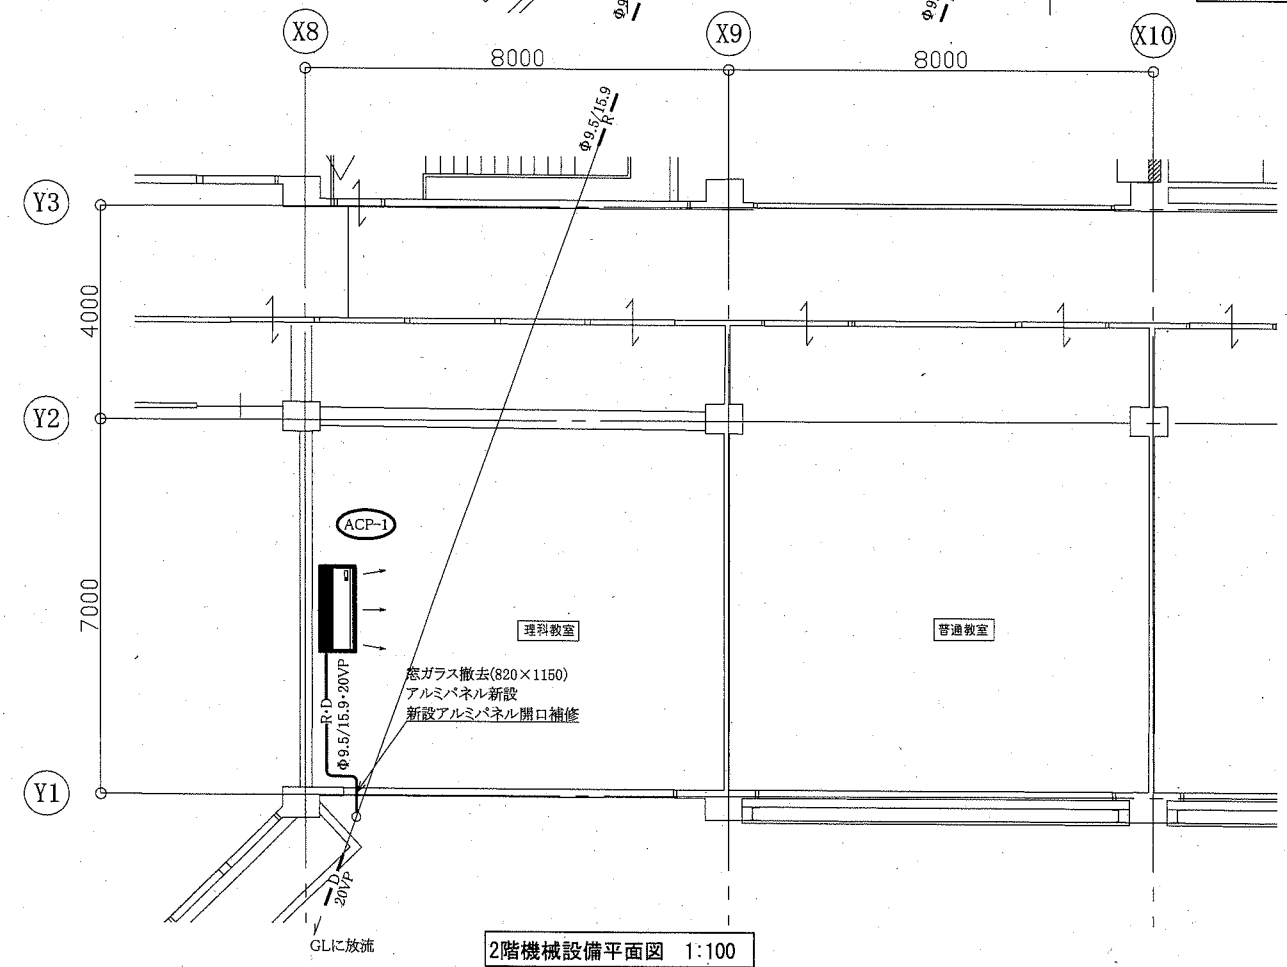 Φ9
Φ9
X8
X9
X10
8000
8000
Φ9.5/15.9
R
Y3
4000
Y2
ACP-1
7000
理科教室
普通教室
窓ガラス撤去(820×1150)
アルミパネル新設
新設アルミパネル開口補修
R・D
Φ9.5/15.9・20VP
Y1
D
20VP
GLに放流
2階機械設備平面図 1:100